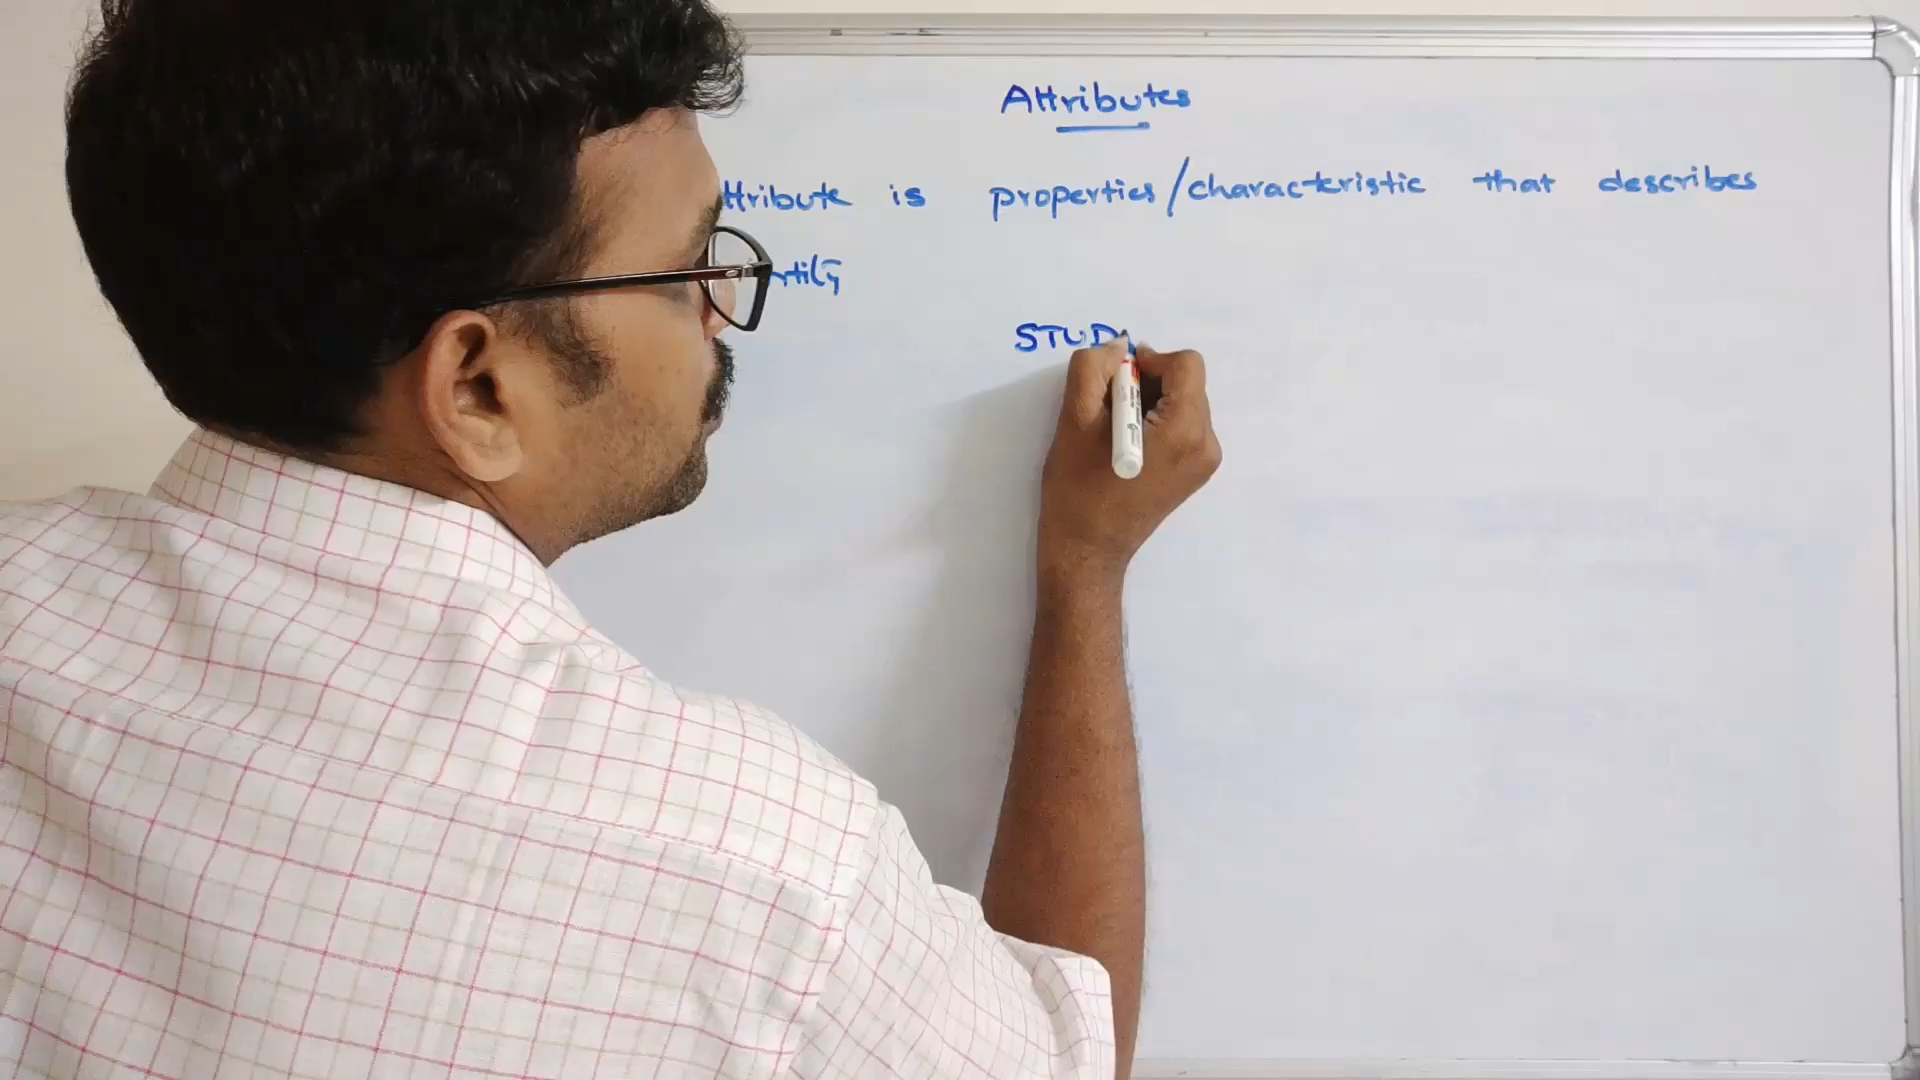 Attributes
ttribute is properties/characteristic that describes
ntity
STUD